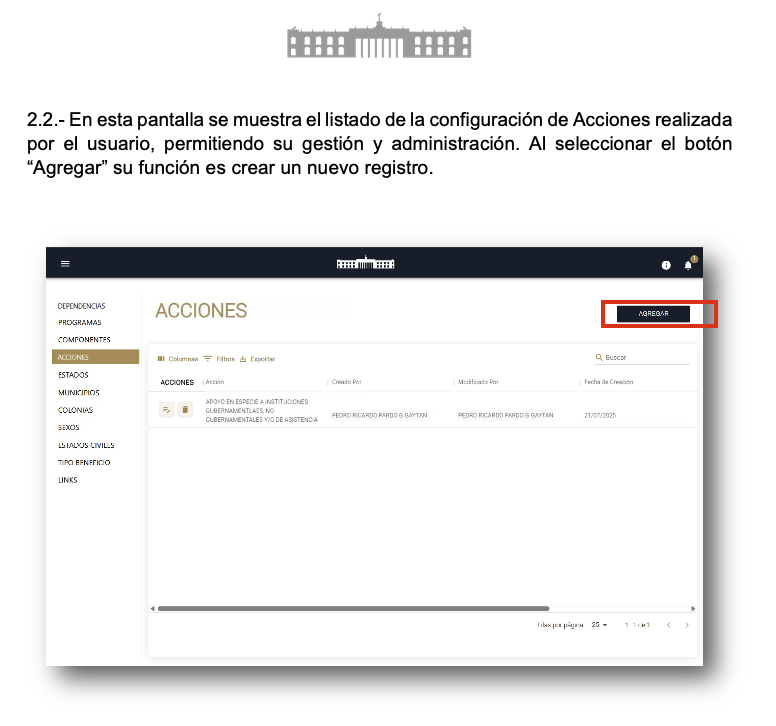 2.2.- En esta pantalla se muestra el listado de la configuración de Acciones realizada
por el usuario, permitiendo su gestión y administración. Al seleccionar el botón
“Agregar” su función es crear un nuevo registro.
1
DEPENDENCIAS
PROGRAMAS
COMPONENTES
ACCIONES
ESTADOS
MUNICIPIOS
COLONIAS
SEXOS
ESTADOS CIVILES
TIPO BENEFICIO
LINKS
ACCIONES
AGREGAR
Columnas Filtros Exportar
Buscar
ACCIONES Acción Creado Por Modificado Por Fecha de Creación
APOYO EN ESPECIE A INSTITUCIONES
GUBERNAMENTLAES, NO
GUBERNAMENTALES Y/O DE ASISTENCIA
PEDRO RICARDO PARDO G GAYTAN PEDRO RICARDO PARDO G GAYTAN 21/07/2025
Filas por página 25 1-1 de 1